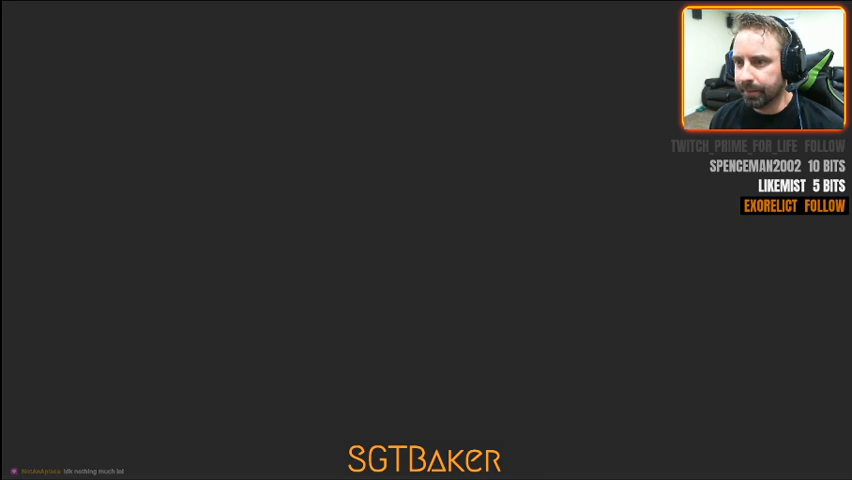 TWITCH_PRIME_FOR_LIFE FOLLOW
SPENCEMAN2002 10 BITS
LIKEMIST 5 BITS
EXORELICT FOLLOW
SGTBAKER
Idk nothing much lol